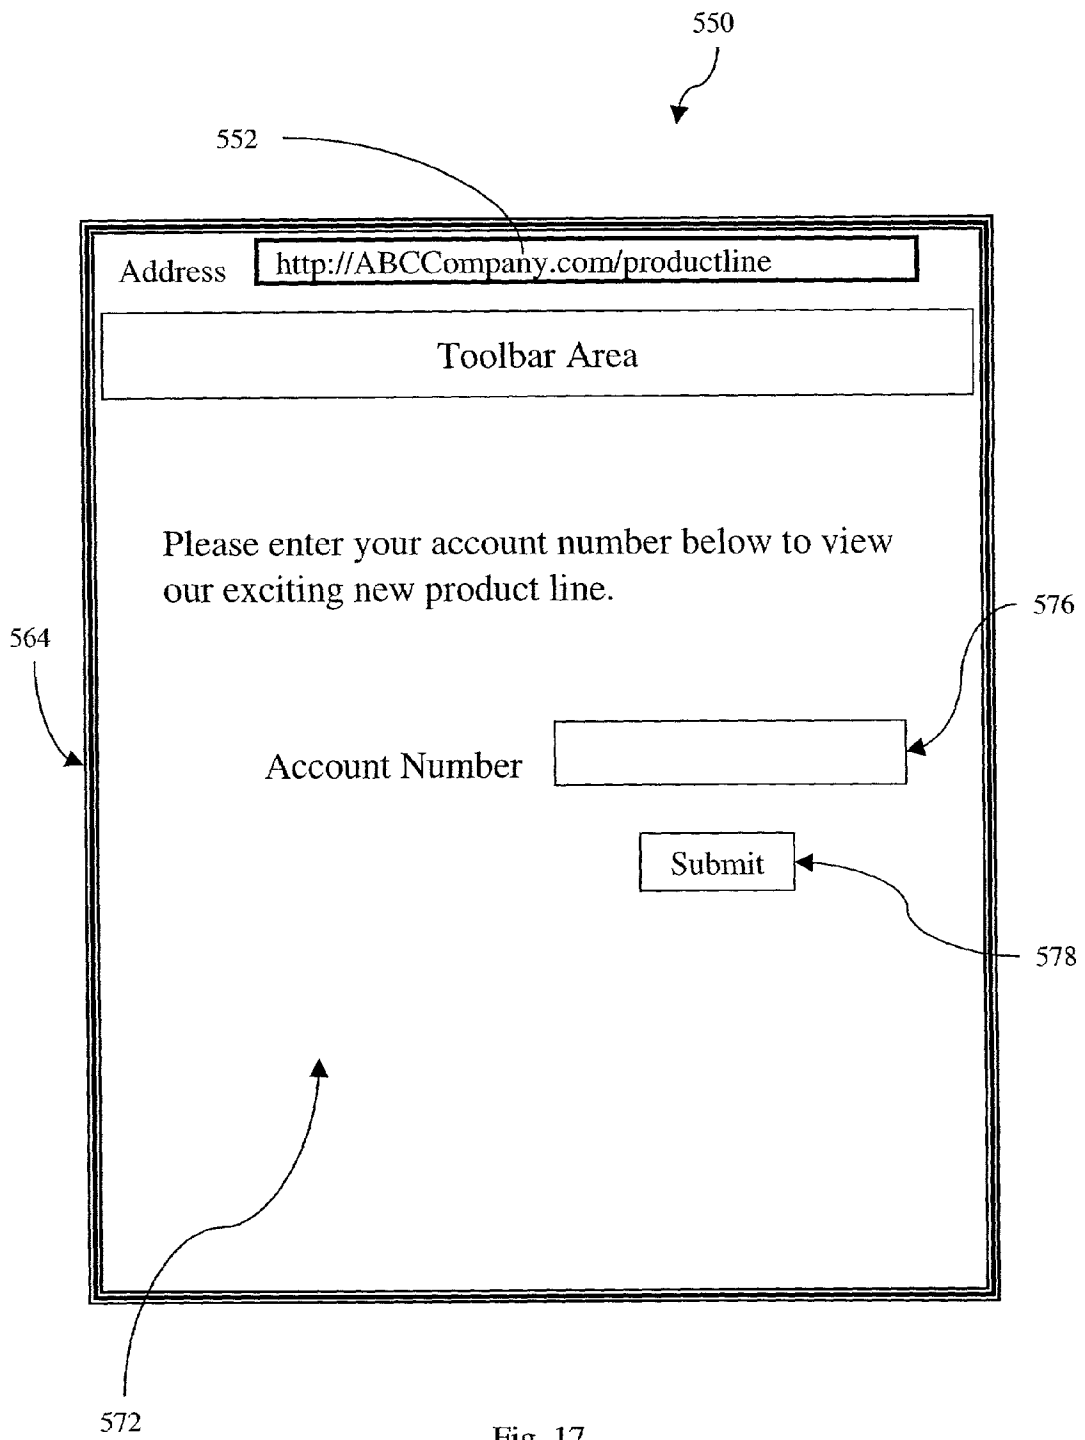 550
552
Address http://ABCCompany.com/productline
Toolbar Area
Please enter your account number below to view
our exciting new product line.
576
564
Account Number
Submit
578
572
Fig. 17